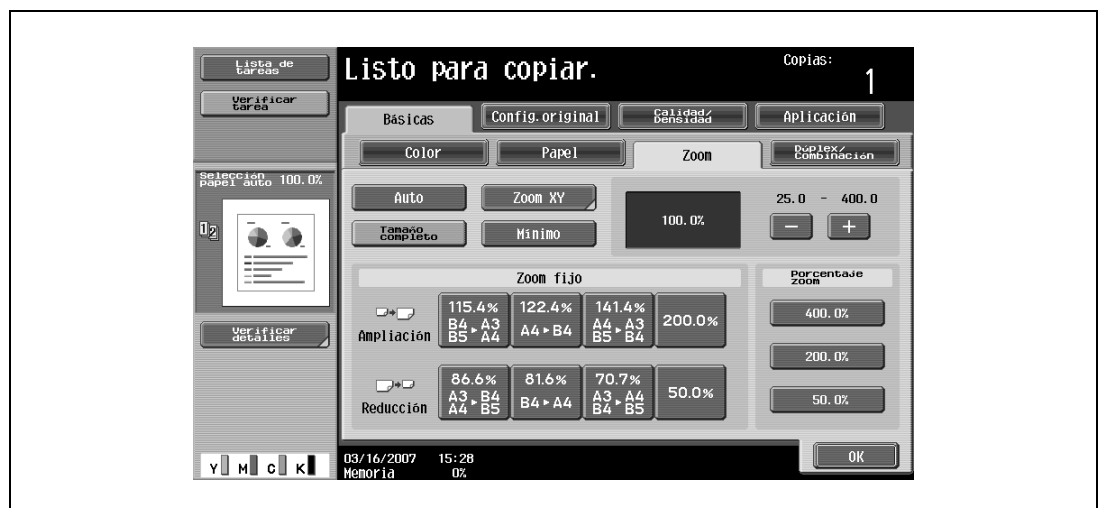 Lista de
tareas
Verificar
tarea
Listo para copiar.
Copias:
1
Básicas
Config.original
Calidad/
Densidad
Aplicación
Color
Papel
Zoom
Dúplex/
Combinación
Selección
papel auto 100.0%
1 2
Verificar
detalles
Auto
Zoom XY
Tamaño
completo
Mínimo
100.0%
25.0 - 400.0
− +
Zoom fijo
Porcentaje
zoom
Ampliación
115.4%
B4 ▸ A3
B5 ▸ A4
122.4%
A4 ▸ B4
141.4%
A4 ▸ A3
B5 ▸ B4
200.0%
400.0%
200.0%
Reducción
86.6%
A3 ▸ B4
A4 ▸ B5
81.6%
B4 ▸ A4
70.7%
A3 ▸ A4
B4 ▸ B5
50.0%
50.0%
Y M C K
03/16/2007 15:28
Memoria 0%
OK